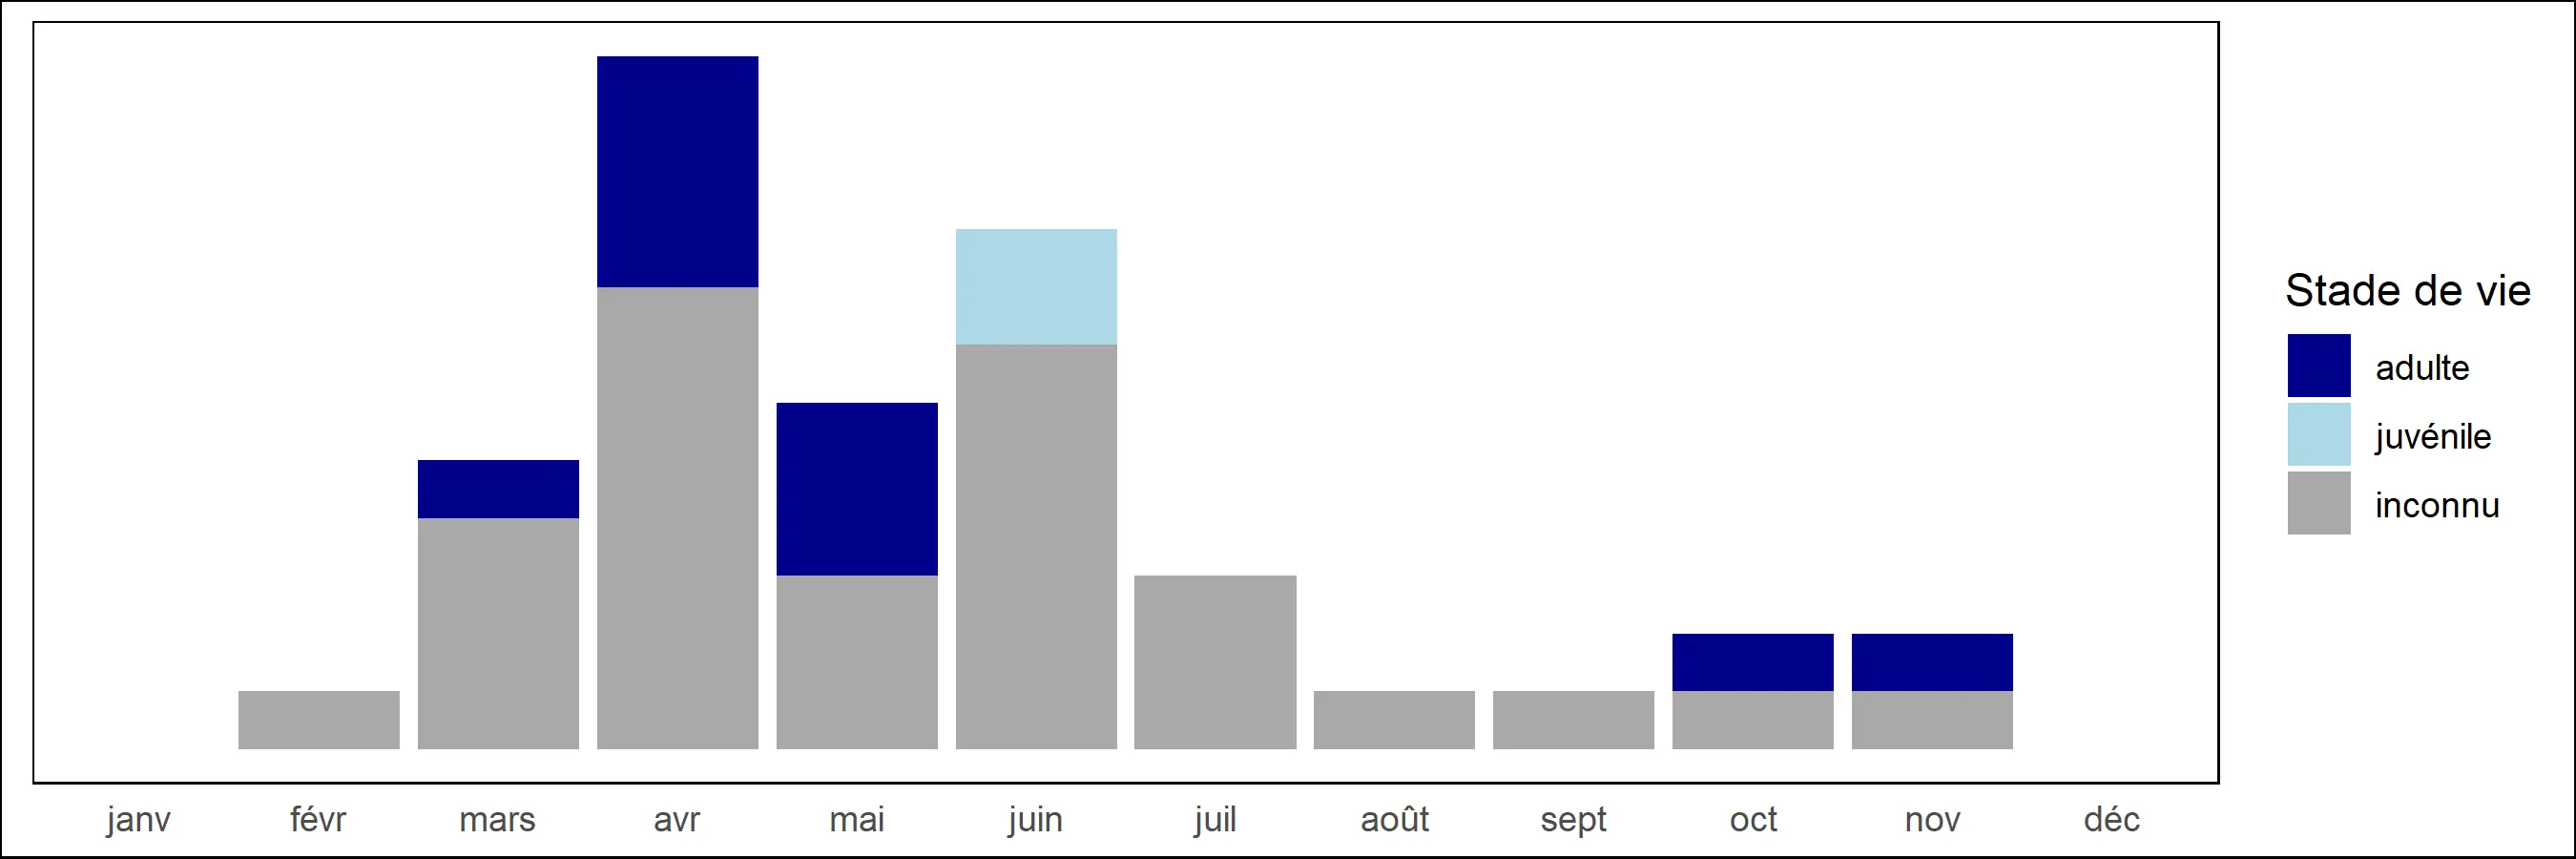 Stade de vie
adulte
juvénile
inconnu
janv févr mars avr mai juin juil août sept oct nov déc